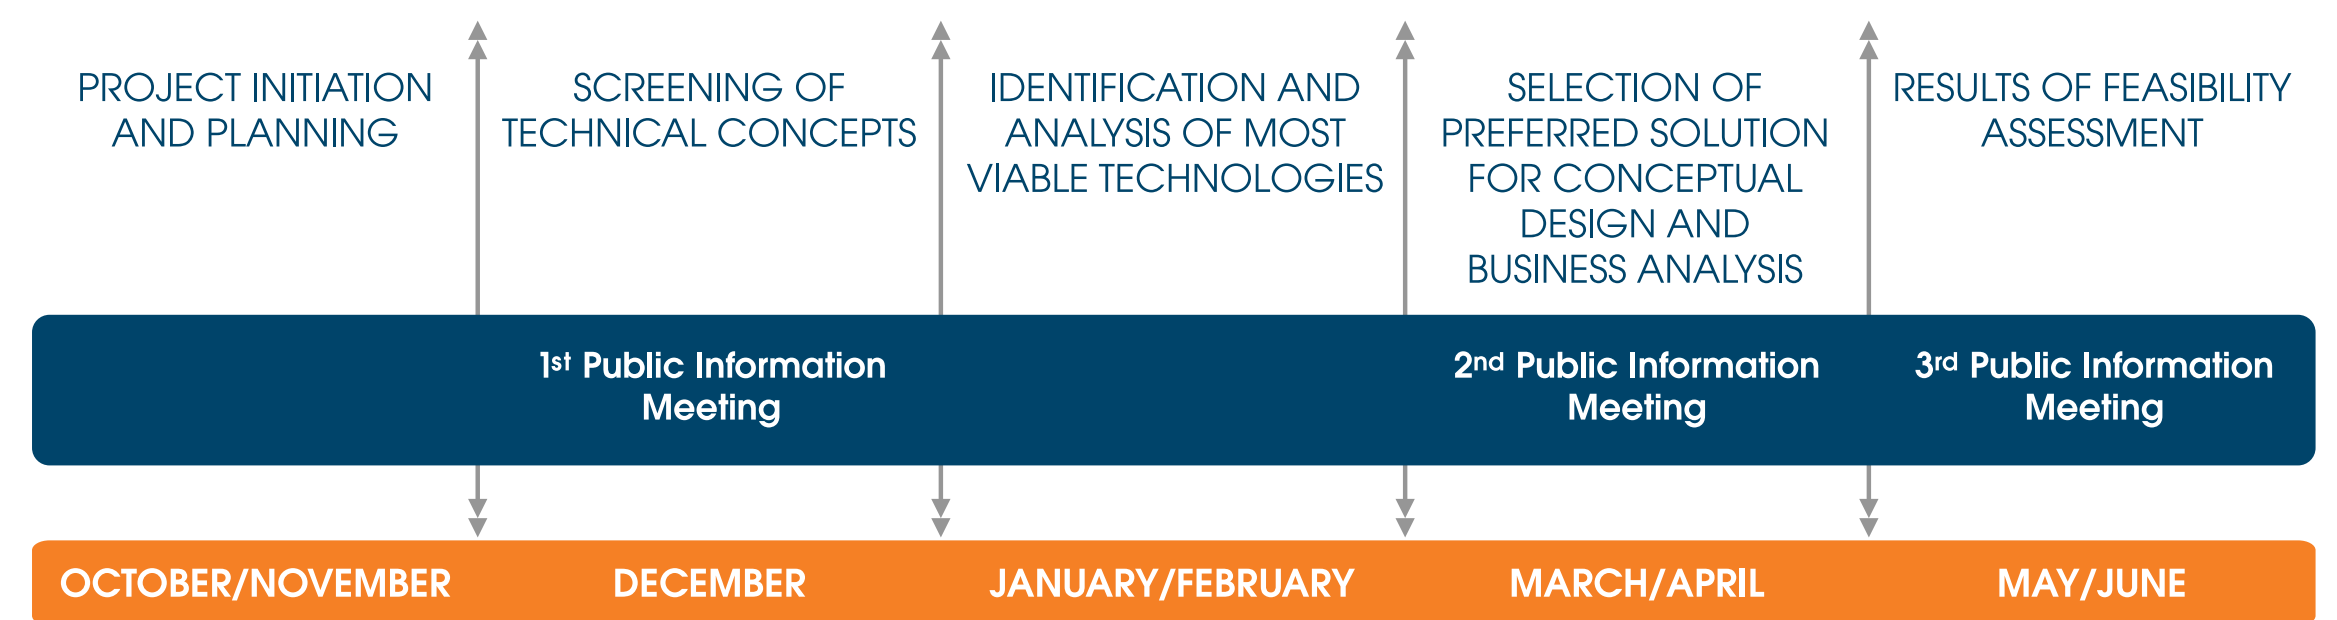 PROJECT INITIATION
AND PLANNING
SCREENING OF
TECHNICAL CONCEPTS
IDENTIFICATION AND
ANALYSIS OF MOST
VIABLE TECHNOLOGIES
SELECTION OF
PREFERRED SOLUTION
FOR CONCEPTUAL
DESIGN AND
BUSINESS ANALYSIS
RESULTS OF FEASIBILITY
ASSESSMENT
1st Public Information
Meeting
2nd Public Information
Meeting
3rd Public Information
Meeting
OCTOBER/NOVEMBER
DECEMBER
JANUARY/FEBRUARY
MARCH/APRIL
MAY/JUNE